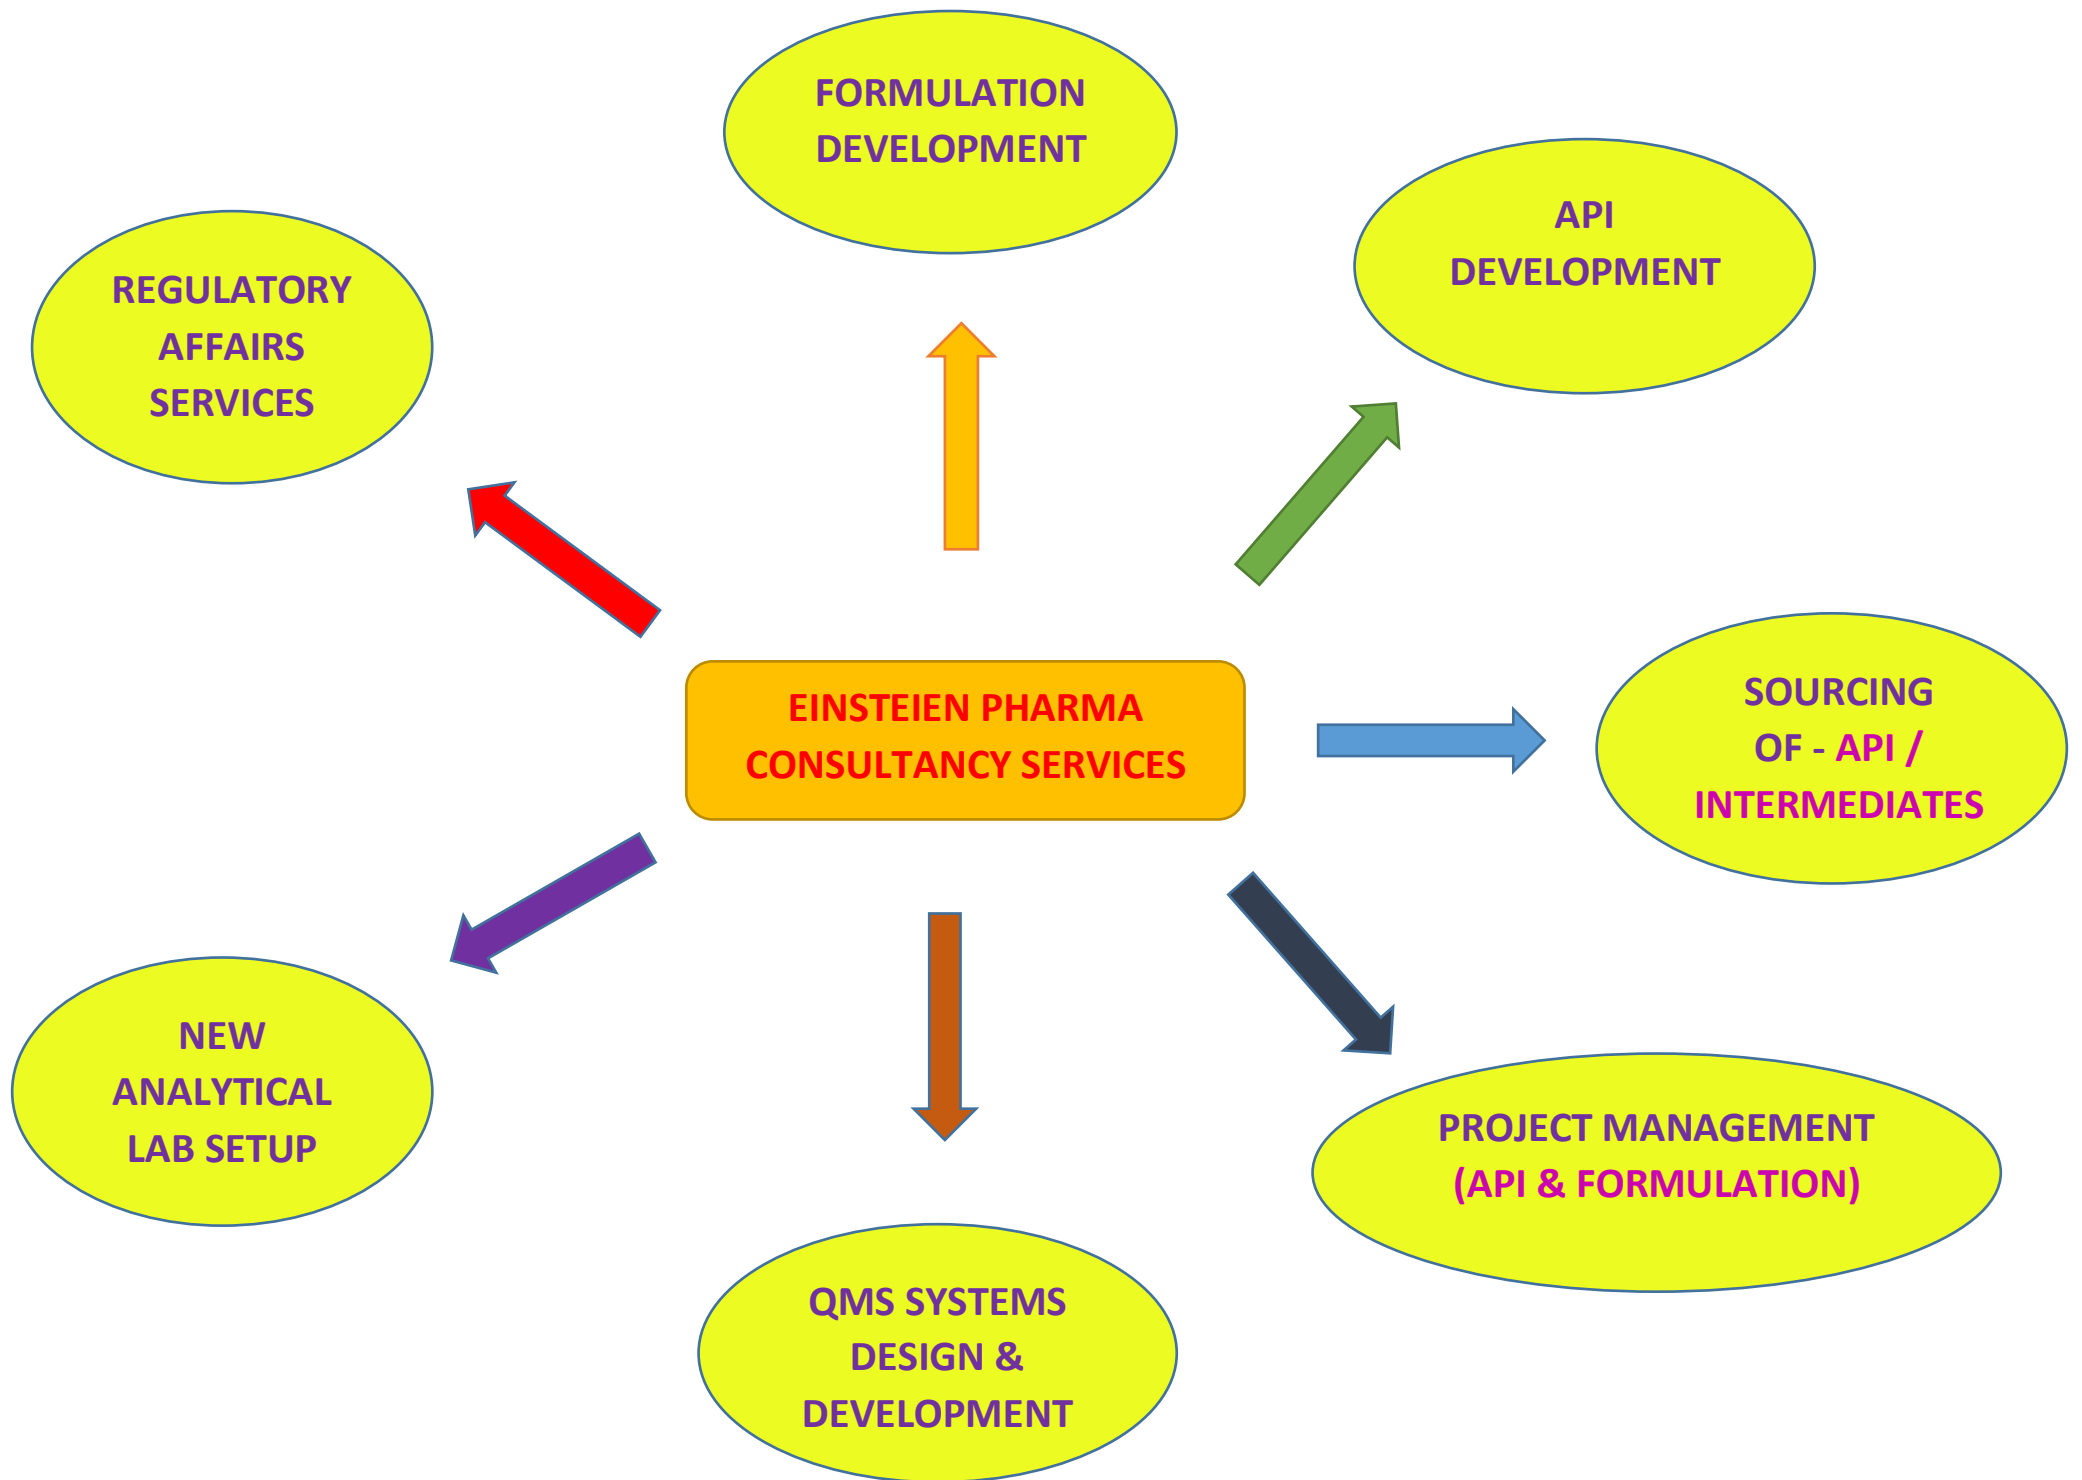 FORMULATION
DEVELOPMENT
API
DEVELOPMENT
REGULATORY
AFFAIRS
SERVICES
EINSTEIEN PHARMA
CONSULTANCY SERVICES
SOURCING
OF - API /
INTERMEDIATES
NEW
ANALYTICAL
LAB SETUP
PROJECT MANAGEMENT
(API & FORMULATION)
QMS SYSTEMS
DESIGN &
DEVELOPMENT